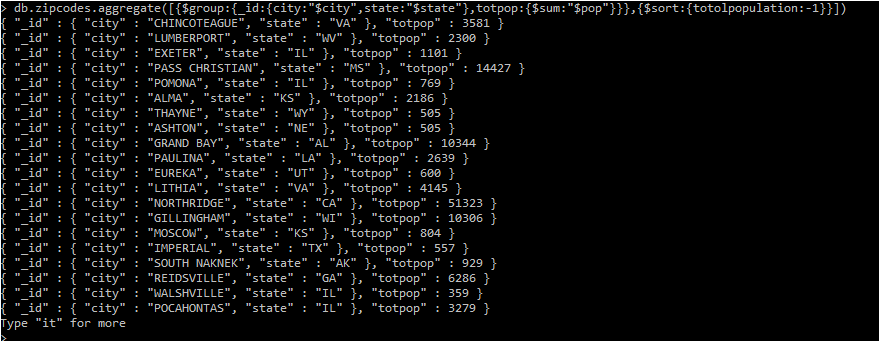 > db.zipcodes.aggregate([{$group:{_id:{city:"$city",state:"$state"},totpop:{$sum:"$pop"}}},{$sort:{totolpopulation:-1}}])
{ "_id" : { "city" : "CHINCOTEAGUE", "state" : "VA" }, "totpop" : 3581 }
{ "_id" : { "city" : "LUMBERPORT", "state" : "WV" }, "totpop" : 2300 }
{ "_id" : { "city" : "EXETER", "state" : "IL" }, "totpop" : 1101 }
{ "_id" : { "city" : "PASS CHRISTIAN", "state" : "MS" }, "totpop" : 14427 }
{ "_id" : { "city" : "POMONA", "state" : "IL" }, "totpop" : 769 }
{ "_id" : { "city" : "ALMA", "state" : "KS" }, "totpop" : 2186 }
{ "_id" : { "city" : "THAYNE", "state" : "WY" }, "totpop" : 505 }
{ "_id" : { "city" : "ASHTON", "state" : "NE" }, "totpop" : 505 }
{ "_id" : { "city" : "GRAND BAY", "state" : "AL" }, "totpop" : 10344 }
{ "_id" : { "city" : "PAULINA", "state" : "LA" }, "totpop" : 2639 }
{ "_id" : { "city" : "EUREKA", "state" : "UT" }, "totpop" : 600 }
{ "_id" : { "city" : "LITHIA", "state" : "VA" }, "totpop" : 4145 }
{ "_id" : { "city" : "NORTHRIDGE", "state" : "CA" }, "totpop" : 51323 }
{ "_id" : { "city" : "GILLINGHAM", "state" : "WI" }, "totpop" : 10306 }
{ "_id" : { "city" : "MOSCOW", "state" : "KS" }, "totpop" : 804 }
{ "_id" : { "city" : "IMPERIAL", "state" : "TX" }, "totpop" : 557 }
{ "_id" : { "city" : "SOUTH NAKNEK", "state" : "AK" }, "totpop" : 929 }
{ "_id" : { "city" : "REIDSVILLE", "state" : "GA" }, "totpop" : 6286 }
{ "_id" : { "city" : "WALSHVILLE", "state" : "IL" }, "totpop" : 359 }
{ "_id" : { "city" : "POCAHONTAS", "state" : "IL" }, "totpop" : 3279 }
Type "it" for more
>